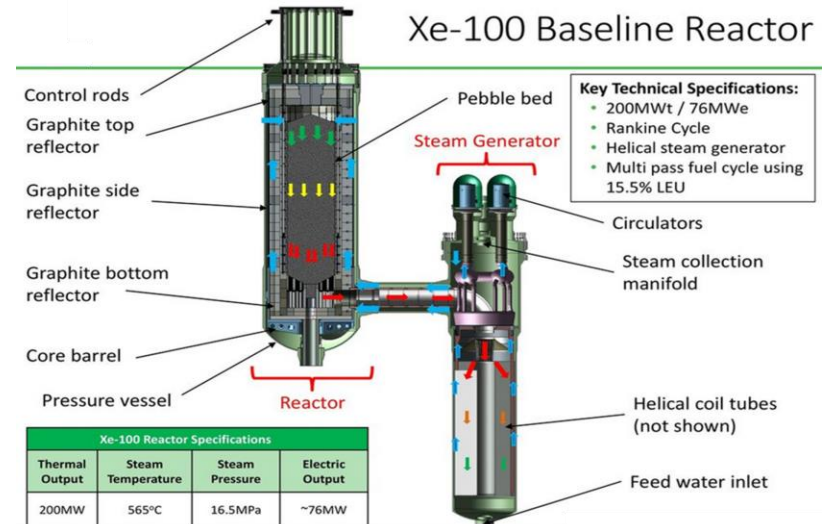 Xe-100 Baseline Reactor
Control rods
Graphite top
reflector
Graphite side
reflector
Graphite bottom
reflector
Core barrel
Pressure vessel
Reactor
Pebble bed
Steam Generator
Key Technical Specifications:
• 200MWt / 76MWe
• Rankine Cycle
• Helical steam generator
• Multi pass fuel cycle using
15.5% LEU
Circulators
Steam collection
manifold
Helical coil tubes
(not shown)
Feed water inlet
Xe-100 Reactor Specifications
Thermal Output Steam Temperature Steam Pressure Electric Output
200MW 565°C 16.5MPa ~76MW